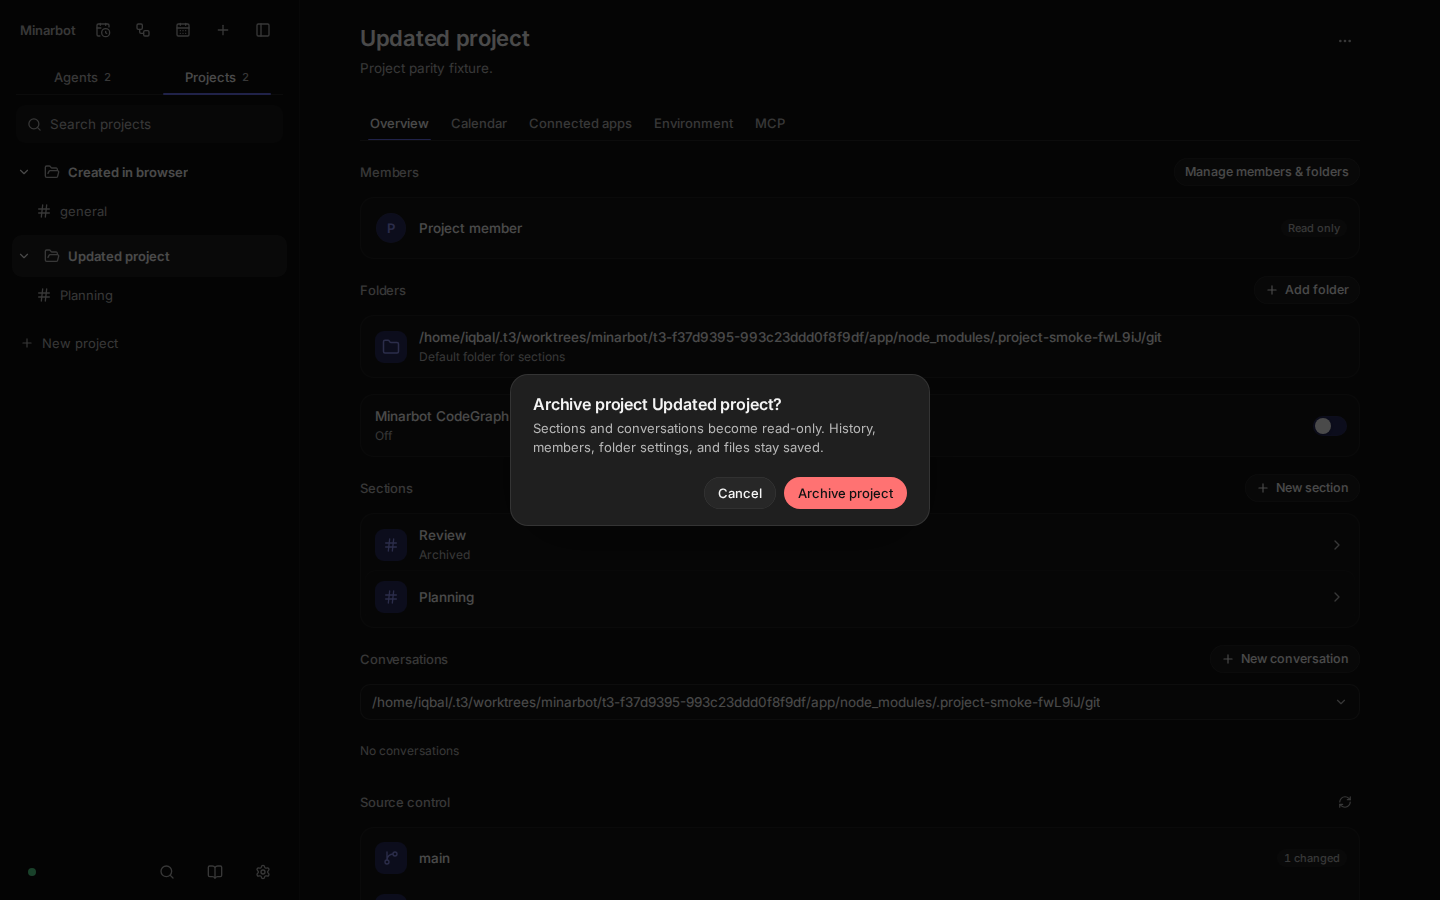 Minarbot
Agents 2
Projects 2
Search projects
Created in browser
general
Updated project
Planning
New project
Updated project
Project parity fixture.
Overview
Calendar
Connected apps
Environment
MCP
Members
Manage members & folders
P
Project member
Read only
Folders
Add folder
/home/iqbal/.t3/worktrees/minarbot/t3-f37d9395-993c23ddd0f8f9df/app/node_modules/.project-smoke-fwL9iJ/git
Default folder for sections
Minarbot CodeGraph
Off
Archive project Updated project?
Sections and conversations become read-only. History,
members, folder settings, and files stay saved.
Cancel
Archive project
Sections
New section
Review
Archived
Planning
Conversations
New conversation
/home/iqbal/.t3/worktrees/minarbot/t3-f37d9395-993c23ddd0f8f9df/app/node_modules/.project-smoke-fwL9iJ/git
No conversations
Source control
main
1 changed